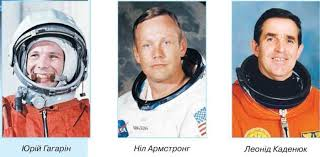 Юрій Гагарін
Ніл Армстронг
Леонід Каденюк